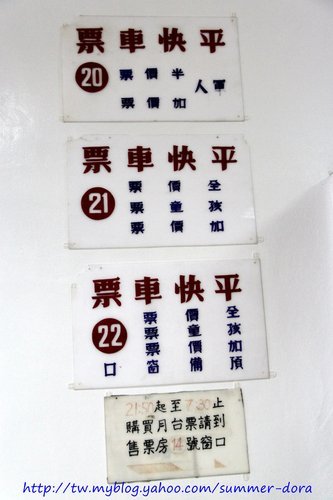 平快車票
20
軍人
半價票
加價票
平快車票
21
全價票
孩童票
加價票
平快車票
22
全價票
孩童票
加價票
預備窗口
21:50起至7:30止
購買月台票請到
售票房14號窗口
http://tw.myblog.yahoo.com/summer-dora